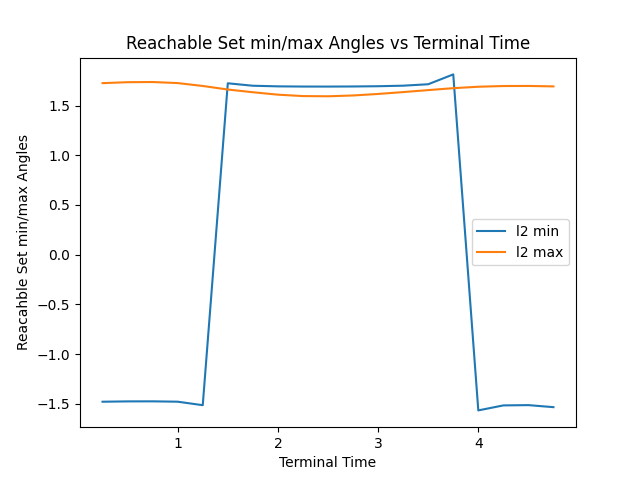 Reachable Set min/max Angles vs Terminal Time
Reacahble Set min/max Angles
1.5
1.0
0.5
0.0
−0.5
−1.0
−1.5
l2 min
l2 max
1 2 3 4
Terminal Time